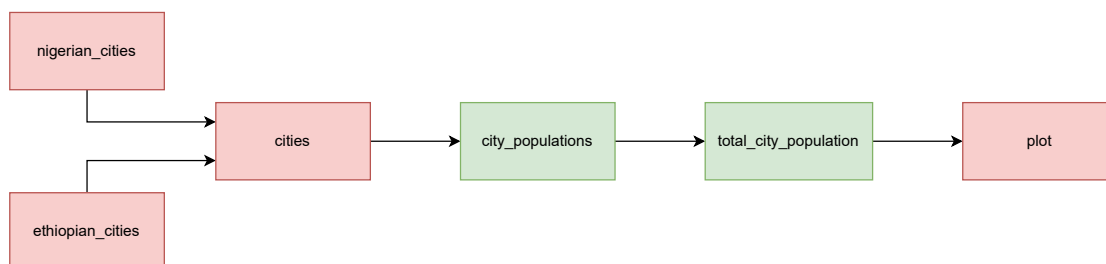 nigerian_cities
cities
city_populations
total_city_population
plot
ethiopian_cities